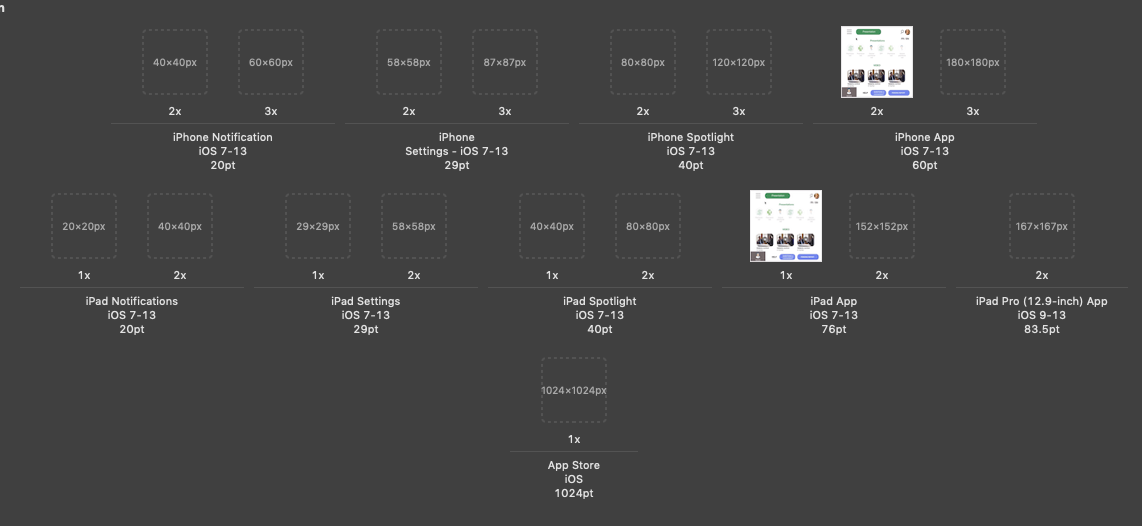 n
40×40px 60×60px 58×58px 87×87px 80×80px 120×120px 180×180px
2x 3x 2x 3x 2x 3x 2x 3x
iPhone Notification
iOS 7-13
20pt
iPhone
Settings - iOS 7-13
29pt
iPhone Spotlight
iOS 7-13
40pt
iPhone App
iOS 7-13
60pt
20×20px 40×40px 29×29px 58×58px 40×40px 80×80px 152×152px 167×167px
1x 2x 1x 2x 1x 2x 1x 2x 2x
iPad Notifications
iOS 7-13
20pt
iPad Settings
iOS 7-13
29pt
iPad Spotlight
iOS 7-13
40pt
iPad App
iOS 7-13
76pt
iPad Pro (12.9-inch) App
iOS 9-13
83.5pt
1024×1024px
1x
App Store
iOS
1024pt